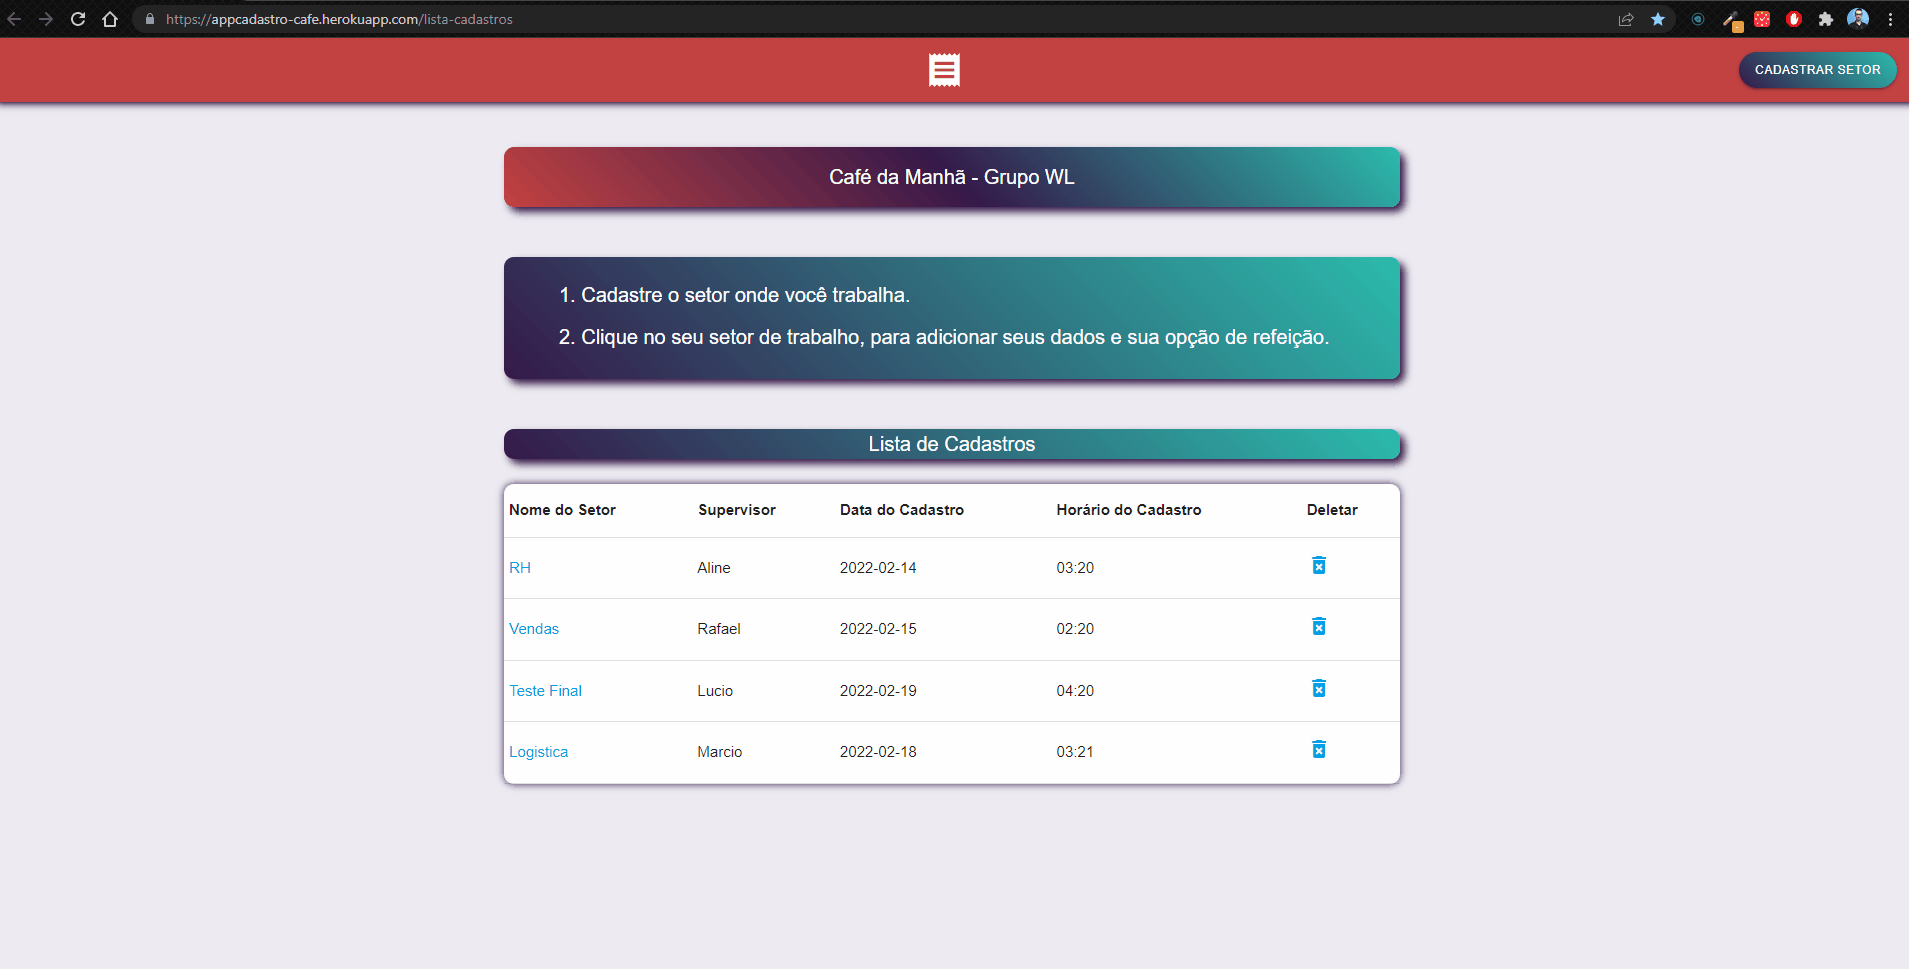 https://appcadastro-cafe.herokuapp.com/lista-cadastros
CADASTRAR SETOR
Café da Manhã - Grupo WL
1. Cadastre o setor onde você trabalha.
2. Clique no seu setor de trabalho, para adicionar seus dados e sua opção de refeição.
Lista de Cadastros
Nome do Setor Supervisor Data do Cadastro Horário do Cadastro Deletar
RH Aline 2022-02-14 03:20
Vendas Rafael 2022-02-15 02:20
Teste Final Lucio 2022-02-19 04:20
Logistica Marcio 2022-02-18 03:21